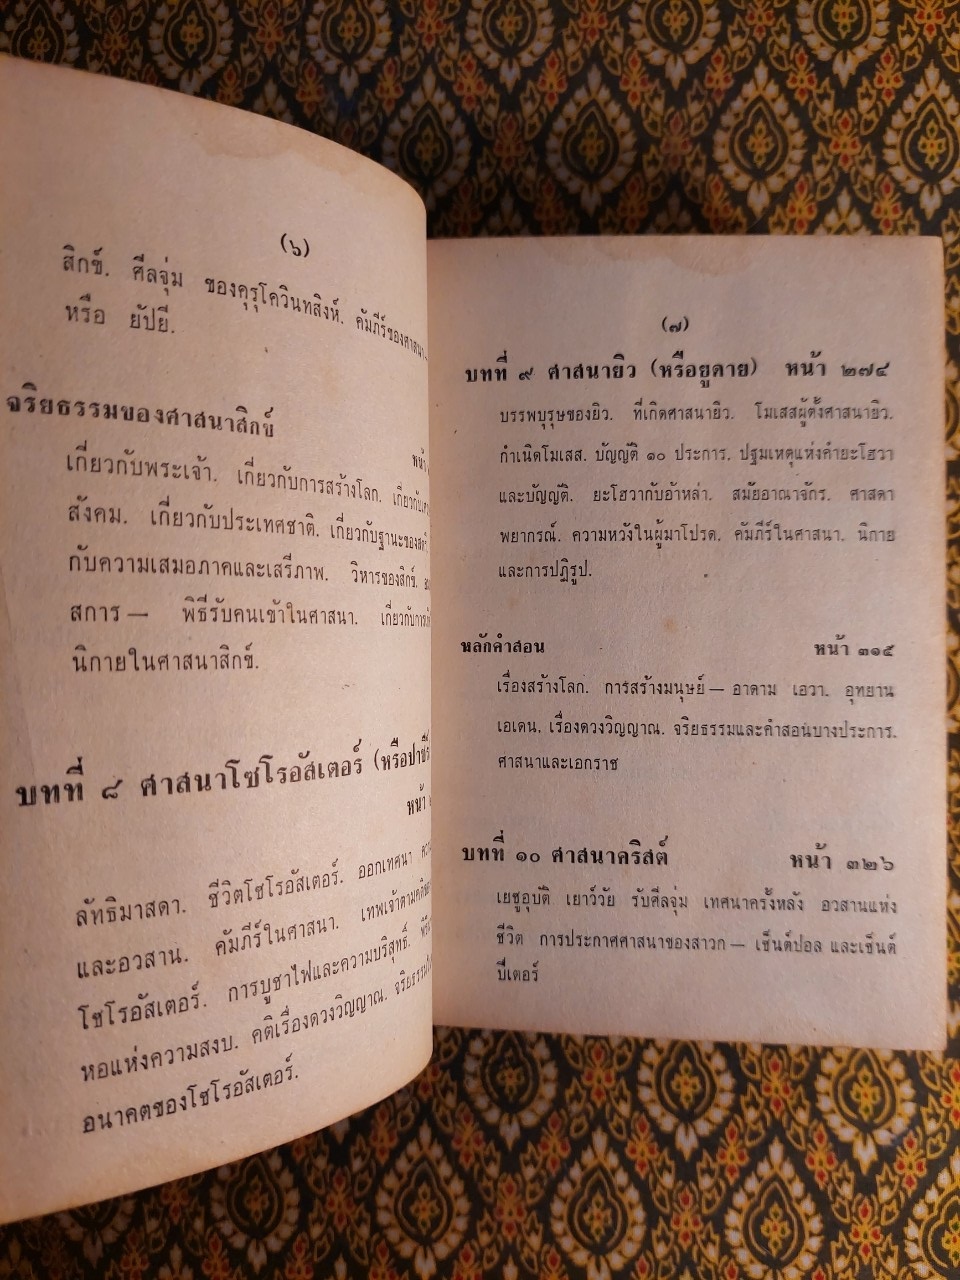 (๖)
สิกข์. ศีลจุ่ม ของคุรุโควินทสิงห์. คัมภีร์ของศาสนา
หรือ ยัปยี.
จริยธรรมของศาสนาสิกข์
หน้า
เกี่ยวกับพระเจ้า. เกี่ยวกับการสร้างโลก.
สังคม. เกี่ยวกับประเทศชาติ. เกี่ยวกับฐานะของสตรี
กับความเสมอภาคและเสรีภาพ. วิหารของสิกข์.
สการ — พิธีรับคนเข้าในศาสนา.
นิกายในศาสนาสิกข์.
บทที่ ๘ ศาสนาโซโรอัสเตอร์ (หรือปาร์ซี
หน้า
ลัทธิมาสดา. ชีวิตโซโรอัสเตอร์. ออกเทศนา
และอวสาน. คัมภีร์ในศาสนา.
โซโรอัสเตอร์. การบูชาไฟและความบริสุทธิ์.
หอแห่งความสงบ. คติเรื่องดวงวิญญาณ.
อนาคตของโซโรอัสเตอร์.
(๗)
บทที่ ๙ ศาสนายิว (หรือยูดาย) หน้า ๒๗๔
บรรพบุรุษของยิว. ที่เกิดศาสนายิว. โมเสสผู้ตั้งศาสนายิว.
กำเนิดโมเสส. บัญญัติ ๑๐ ประการ. ปฐมเหตุแห่งคำยะโฮวา
และบัญญัติ. ยะโฮวากับอ้าหล่า. สมัยอาณาจักร. ศาสดา
พยากรณ์. ความหวังในผู้มาโปรด. คัมภีร์ในศาสนา. นิกาย
และการปฏิรูป.
หลักคำสอน หน้า ๓๑๕
เรื่องสร้างโลก. การสร้างมนุษย์ — อาดาม เอวา. อุทยาน
เอเดน. เรื่องดวงวิญญาณ. จริยธรรมและคำสอนบางประการ.
ศาสนาและเอกราช
บทที่ ๑๐ ศาสนาคริสต์ หน้า ๓๒๖
เยซูอุบัติ เยาว์วัย รับศีลจุ่ม เทศนาครั้งหลัง อวสานแห่ง
ชีวิต การประกาศศาสนาของสาวก — เซ็นต์ปอล และเซ็นต์
ปีเตอร์